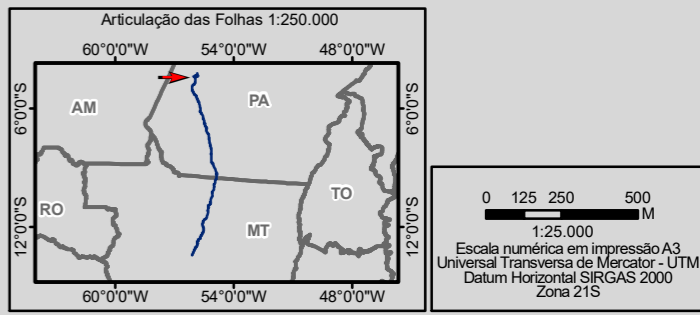 Articulação das Folhas 1:250.000
60°0'0"W 54°0'0"W 48°0'0"W
6°0'0"S
12°0'0"S
AM
PA
RO
TO
MT
6°0'0"S
12°0'0"S
60°0'0"W 54°0'0"W 48°0'0"W
0 125 250 500
M
1:25.000
Escala numérica em impressão A3
Universal Transversa de Mercator - UTM
Datum Horizontal SIRGAS 2000
Zona 21S